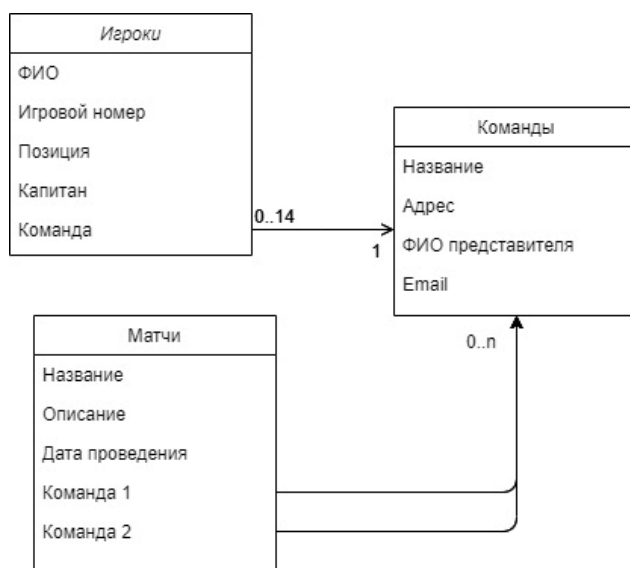 Игроки
ФИО
Игровой номер
Позиция
Капитан
Команда
0..14
1
Команды
Название
Адрес
ФИО представителя
Email
0..n
Матчи
Название
Описание
Дата проведения
Команда 1
Команда 2